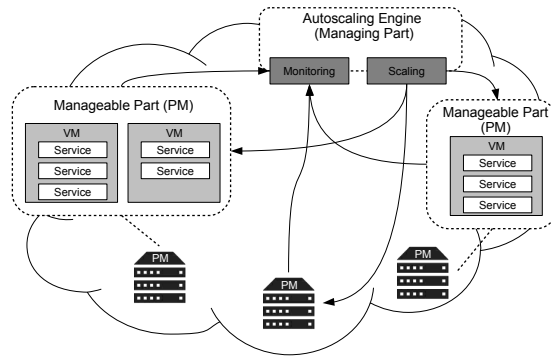 Autoscaling Engine
(Managing Part)
Monitoring
Scaling
Manageable Part (PM)
VM
Service
Service
Service
VM
Service
Service
Manageable Part
(PM)
VM
Service
Service
Service
PM
PM
PM